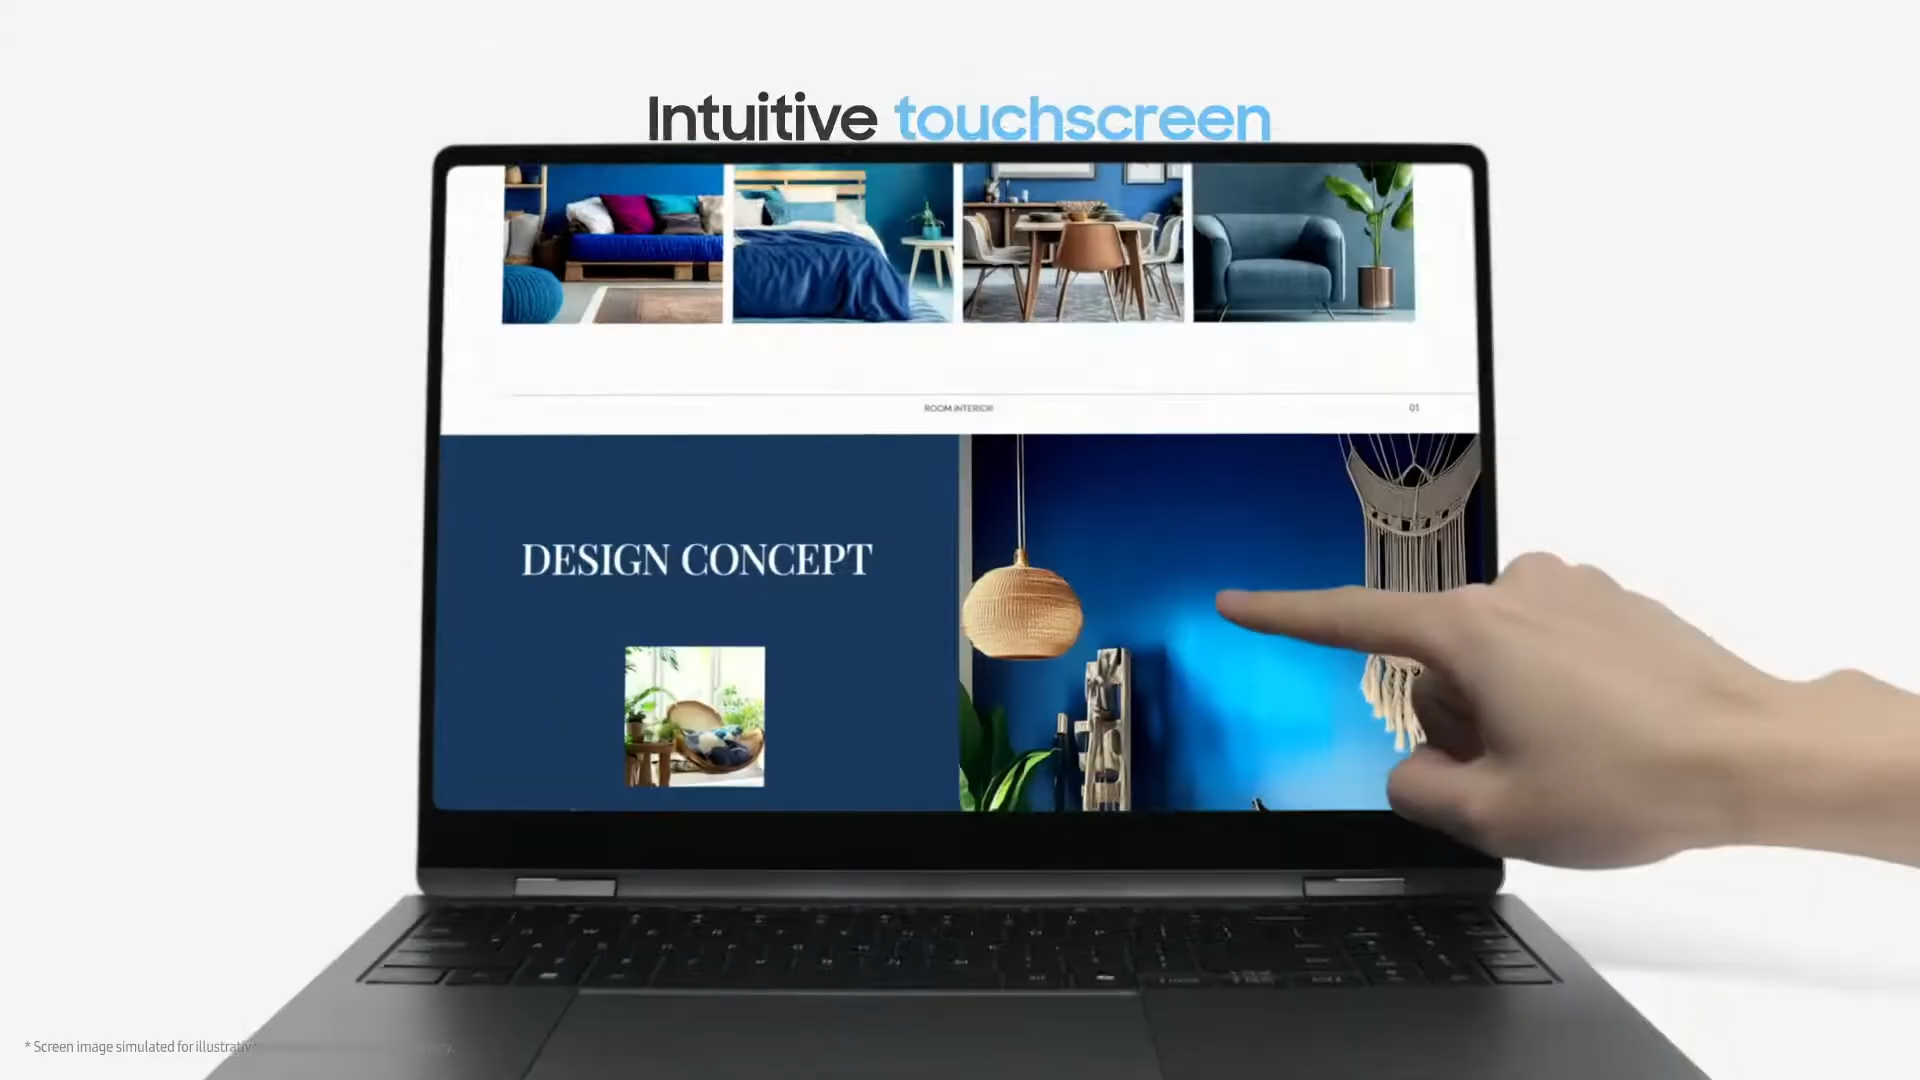 Intuitive touchscreen
ROOM INTERIOR
01
DESIGN CONCEPT
* Screen image simulated for illustrative